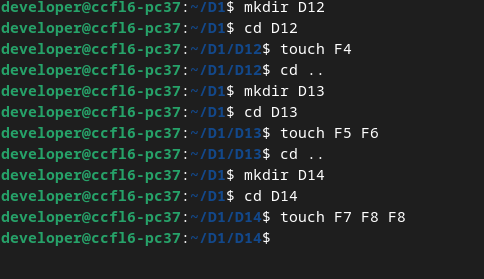 developer@ccfl6-pc37:~/D1$ mkdir D12
developer@ccfl6-pc37:~/D1$ cd D12
developer@ccfl6-pc37:~/D1/D12$ touch F4
developer@ccfl6-pc37:~/D1/D12$ cd ..
developer@ccfl6-pc37:~/D1$ mkdir D13
developer@ccfl6-pc37:~/D1$ cd D13
developer@ccfl6-pc37:~/D1/D13$ touch F5 F6
developer@ccfl6-pc37:~/D1/D13$ cd ..
developer@ccfl6-pc37:~/D1$ mkdir D14
developer@ccfl6-pc37:~/D1$ cd D14
developer@ccfl6-pc37:~/D1/D14$ touch F7 F8 F8
developer@ccfl6-pc37:~/D1/D14$